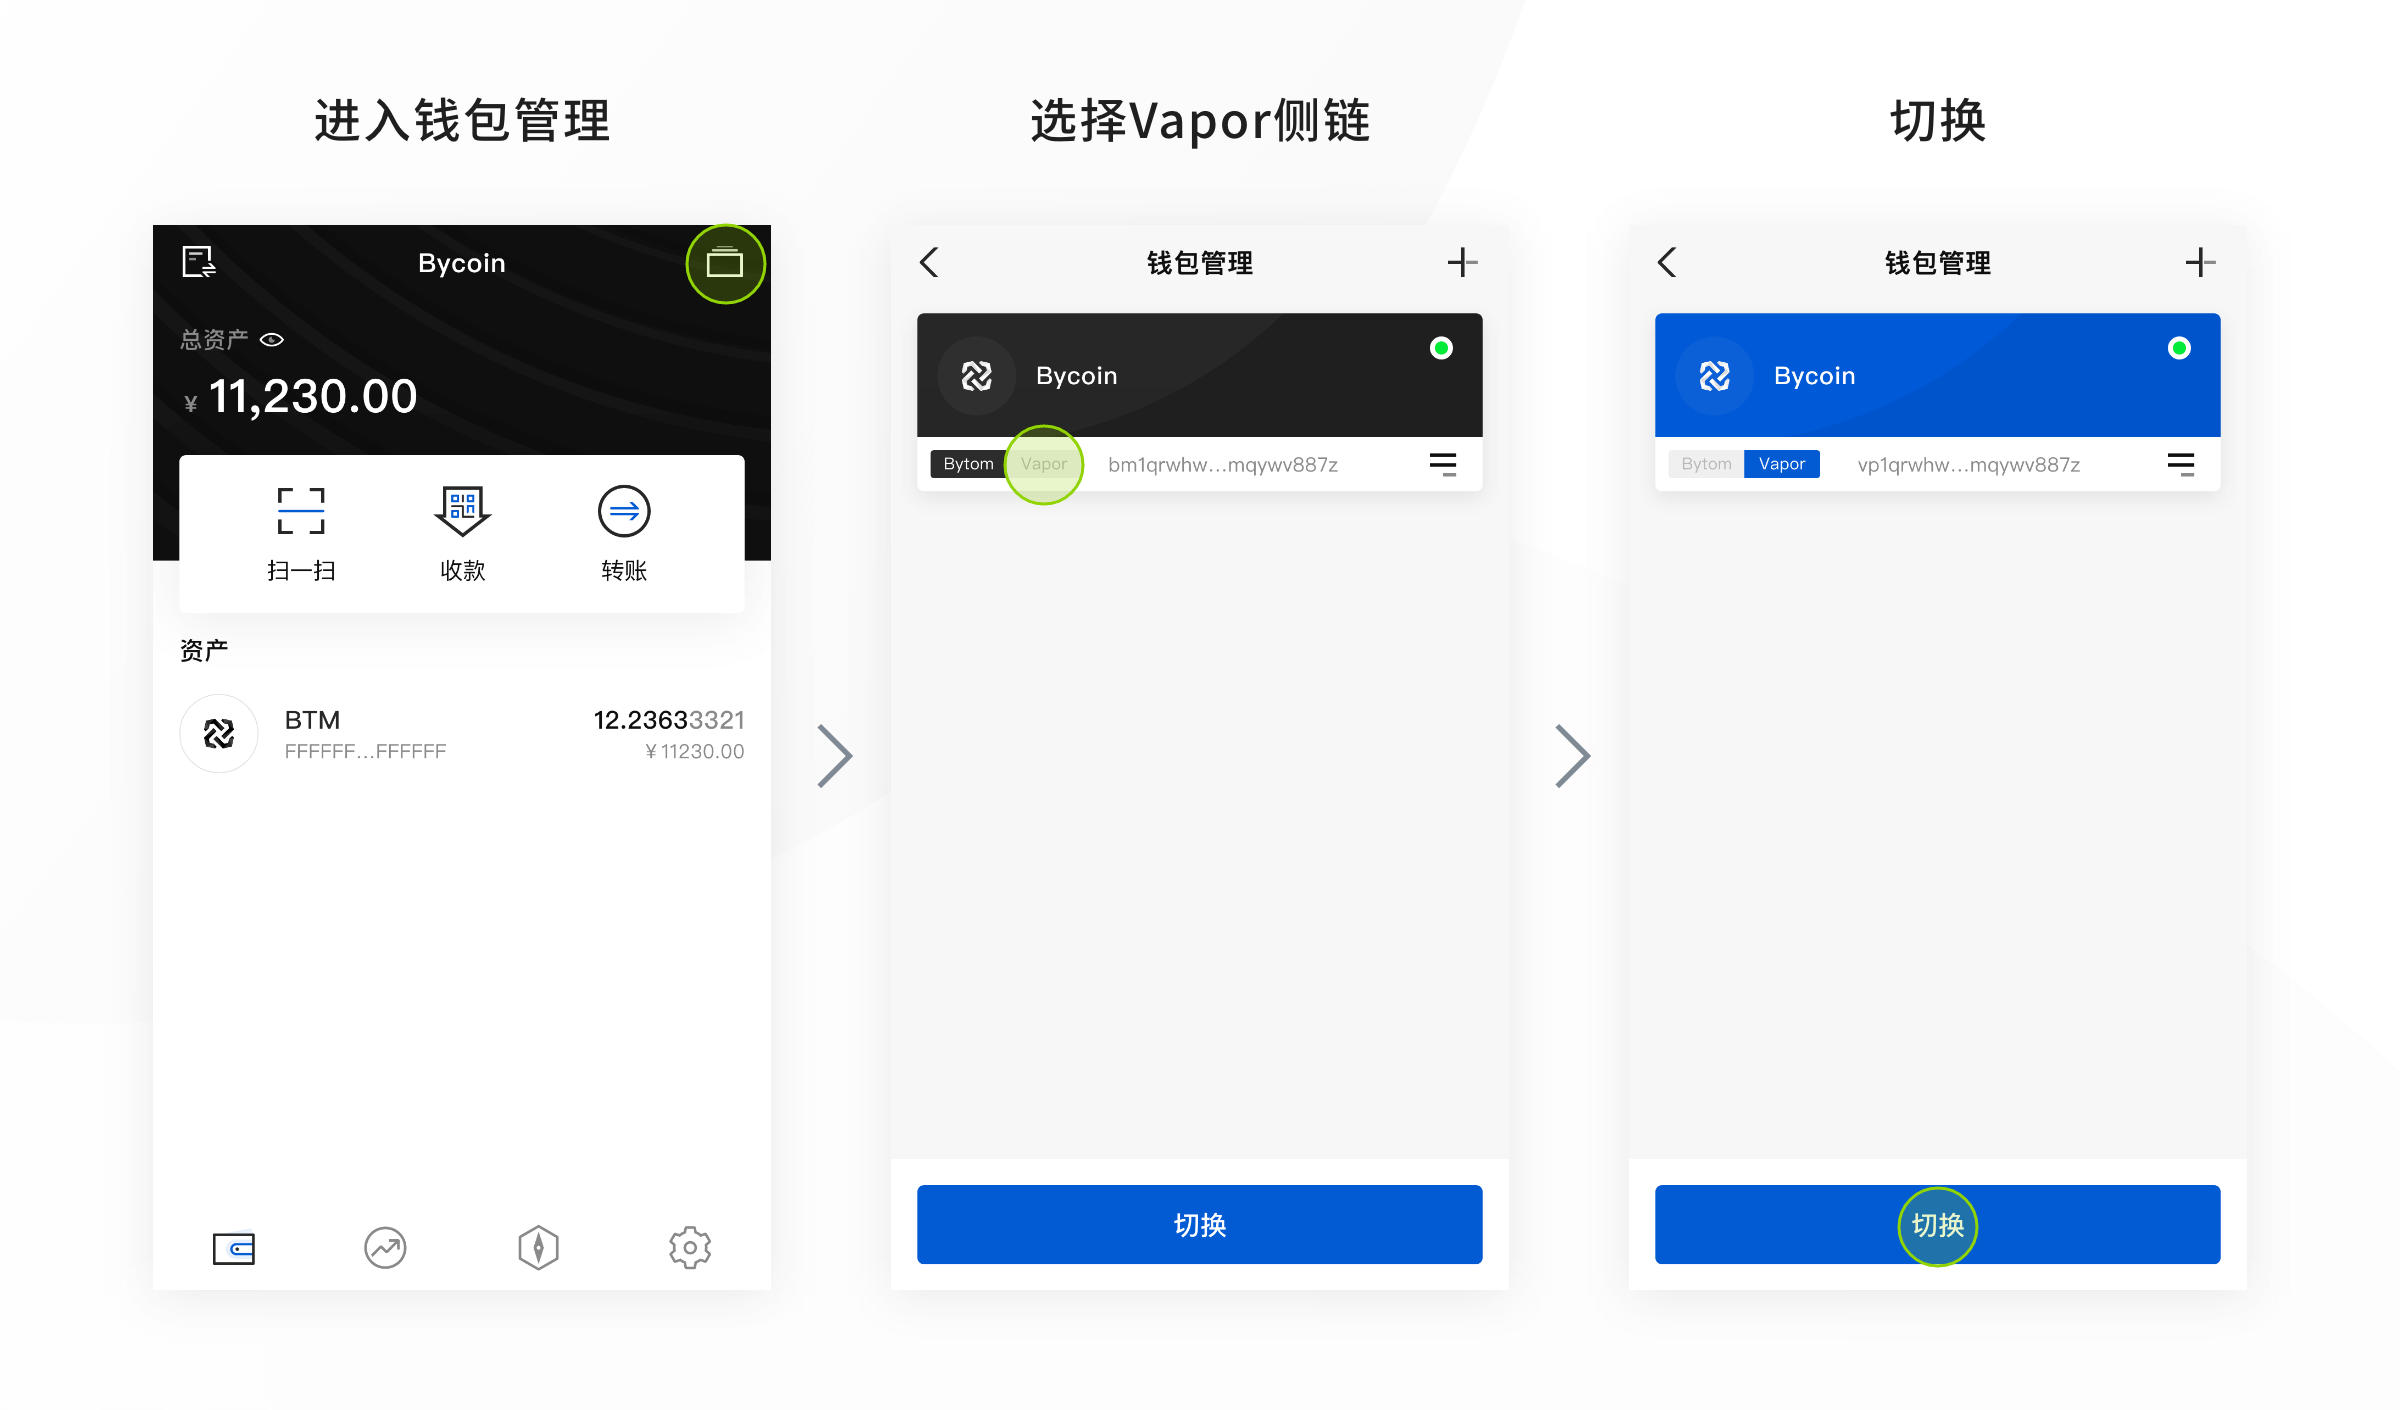 进入钱包管理
选择Vapor侧链
切换
Bycoin
总资产
¥ 11,230.00
扫一扫
收款
转账
资产
BTM
12.23633321
FFFFFF...FFFFFF
¥11230.00
钱包管理
Bycoin
Bytom
Vapor
bm1qrwhw...mqywv887z
切换
钱包管理
Bycoin
Bytom
Vapor
vp1qrwhw...mqywv887z
切换